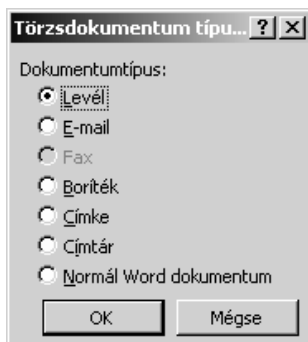 Törzsdokumentum típu...
Dokumentumtípus:
Levél
E-mail
Fax
Boríték
Címke
Címtár
Normál Word dokumentum
OK Mégse